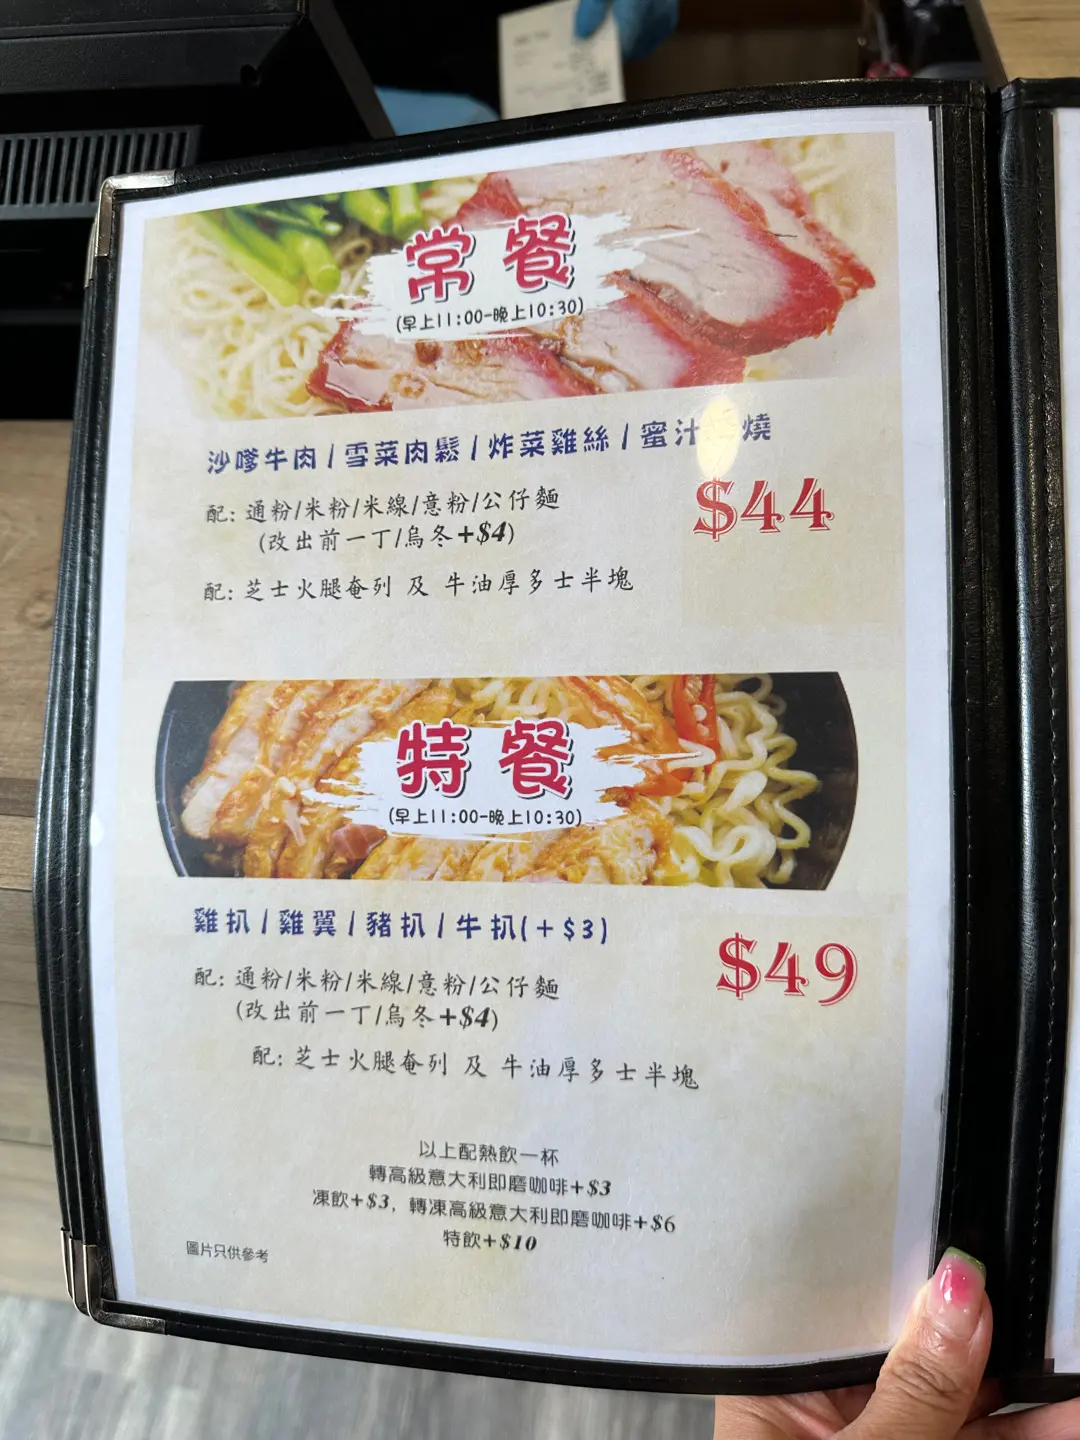 常餐
(早上11:00-晚上10:30)
沙嗲牛肉/雪菜肉鬆/炸菜雞絲/蜜汁 燒
$44
配: 通粉/米粉/米線/意粉/公仔麵
(改出前一丁/烏冬+$4)
配: 芝士火腿奄列 及 牛油厚多士半塊
特餐
(早上11:00-晚上10:30)
雞扒/雞翼/豬扒/牛扒(+$3)
$49
配: 通粉/米粉/米線/意粉/公仔麵
(改出前一丁/烏冬+$4)
配: 芝士火腿奄列 及 牛油厚多士半塊
以上配熱飲一杯
轉高級意大利即磨咖啡+$3
凍飲+$3, 轉凍高級意大利即磨咖啡+$6
特飲+$10
圖片只供參考